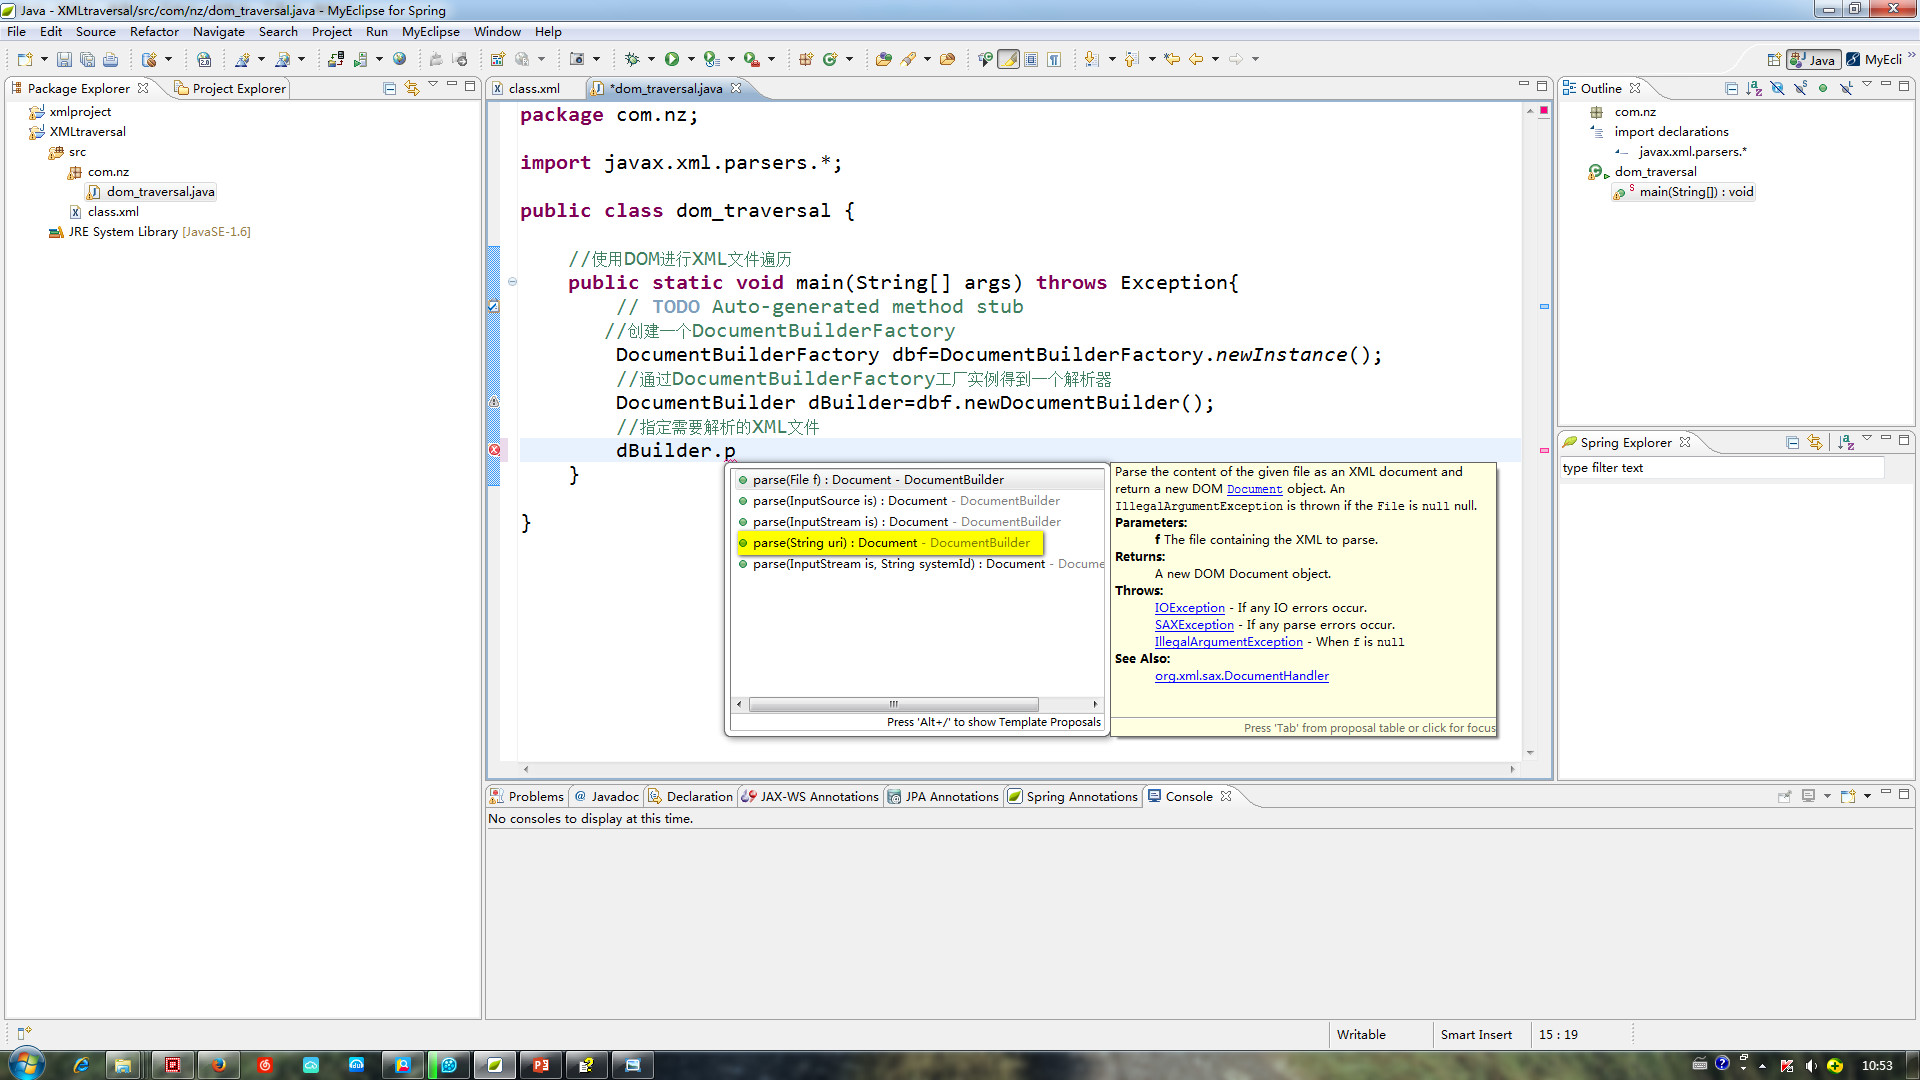 Java - XMLtraversal/src/com/nz/dom_traversal.java - MyEclipse for Spring
File Edit Source Refactor Navigate Search Project Run MyEclipse Window Help
Java MyEcli
Package Explorer Project Explorer
xmlproject
XMLtraversal
src
com.nz
dom_traversal.java
class.xml
JRE System Library [JavaSE-1.6]
class.xml *dom_traversal.java
package com.nz;
import javax.xml.parsers.*;
public class dom_traversal {
//使用DOM进行XML文件遍历
public static void main(String[] args) throws Exception{
// TODO Auto-generated method stub
//创建一个DocumentBuilderFactory
DocumentBuilderFactory dbf=DocumentBuilderFactory.newInstance();
//通过DocumentBuilderFactory工厂实例得到一个解析器
DocumentBuilder dBuilder=dbf.newDocumentBuilder();
//指定需要解析的XML文件
dBuilder.p
}
}
parse(File f) : Document - DocumentBuilder
parse(InputSource is) : Document - DocumentBuilder
parse(InputStream is) : Document - DocumentBuilder
parse(String uri) : Document - DocumentBuilder
parse(InputStream is, String systemId) : Document - Docume
Press 'Alt+/' to show Template Proposals
Parse the content of the given file as an XML document and
return a new DOM Document object. An
IllegalArgumentException is thrown if the File is null null.
Parameters:
f The file containing the XML to parse.
Returns:
A new DOM Document object.
Throws:
IOException - If any IO errors occur.
SAXException - If any parse errors occur.
IllegalArgumentException - When f is null
See Also:
org.xml.sax.DocumentHandler
Press 'Tab' from proposal table or click for focus
Outline
com.nz
import declarations
javax.xml.parsers.*
dom_traversal
main(String[]) : void
Spring Explorer
type filter text
Problems Javadoc Declaration JAX-WS Annotations JPA Annotations Spring Annotations Console
No consoles to display at this time.
Writable Smart Insert 15 : 19
10:53